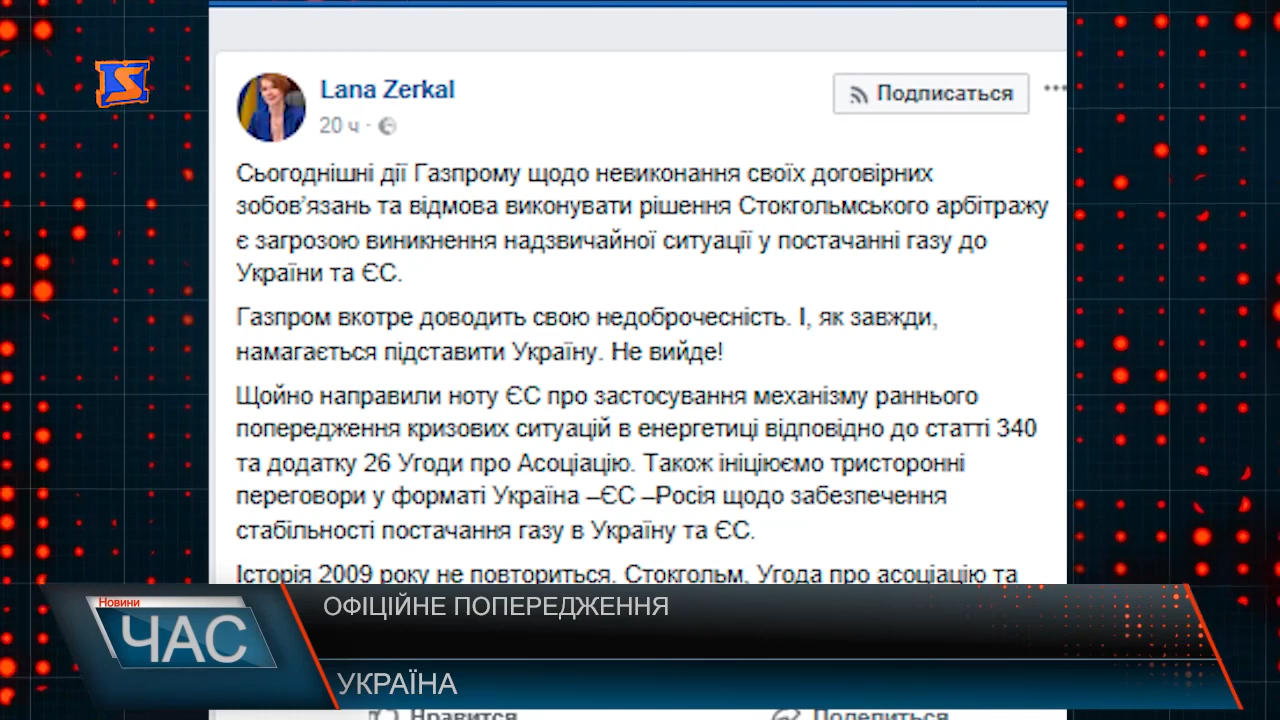 Lana Zerkal
Подписаться
20 ч
Сьогоднішні дії Газпрому щодо невиконання своїх договірних
зобов’язань та відмова виконувати рішення Стокгольмського арбітражу
є загрозою виникнення надзвичайної ситуації у постачанні газу до
України та ЄС.
Газпром вкотре доводить свою недоброчесність. І, як завжди,
намагається підставити Україну. Не вийде!
Щойно направили ноту ЄС про застосування механізму раннього
попередження кризових ситуацій в енергетиці відповідно до статті 340
та додатку 26 Угоди про Асоціацію. Також ініціюємо тристоронні
переговори у форматі Україна –ЄС –Росія щодо забезпечення
стабільності постачання газу в Україну та ЄС.
Історія 2009 року не повториться. Стокгольм, Угода про асоціацію та
Новини
ЧАС
ОФІЦІЙНЕ ПОПЕРЕДЖЕННЯ
УКРАЇНА
Нравится
Поделиться